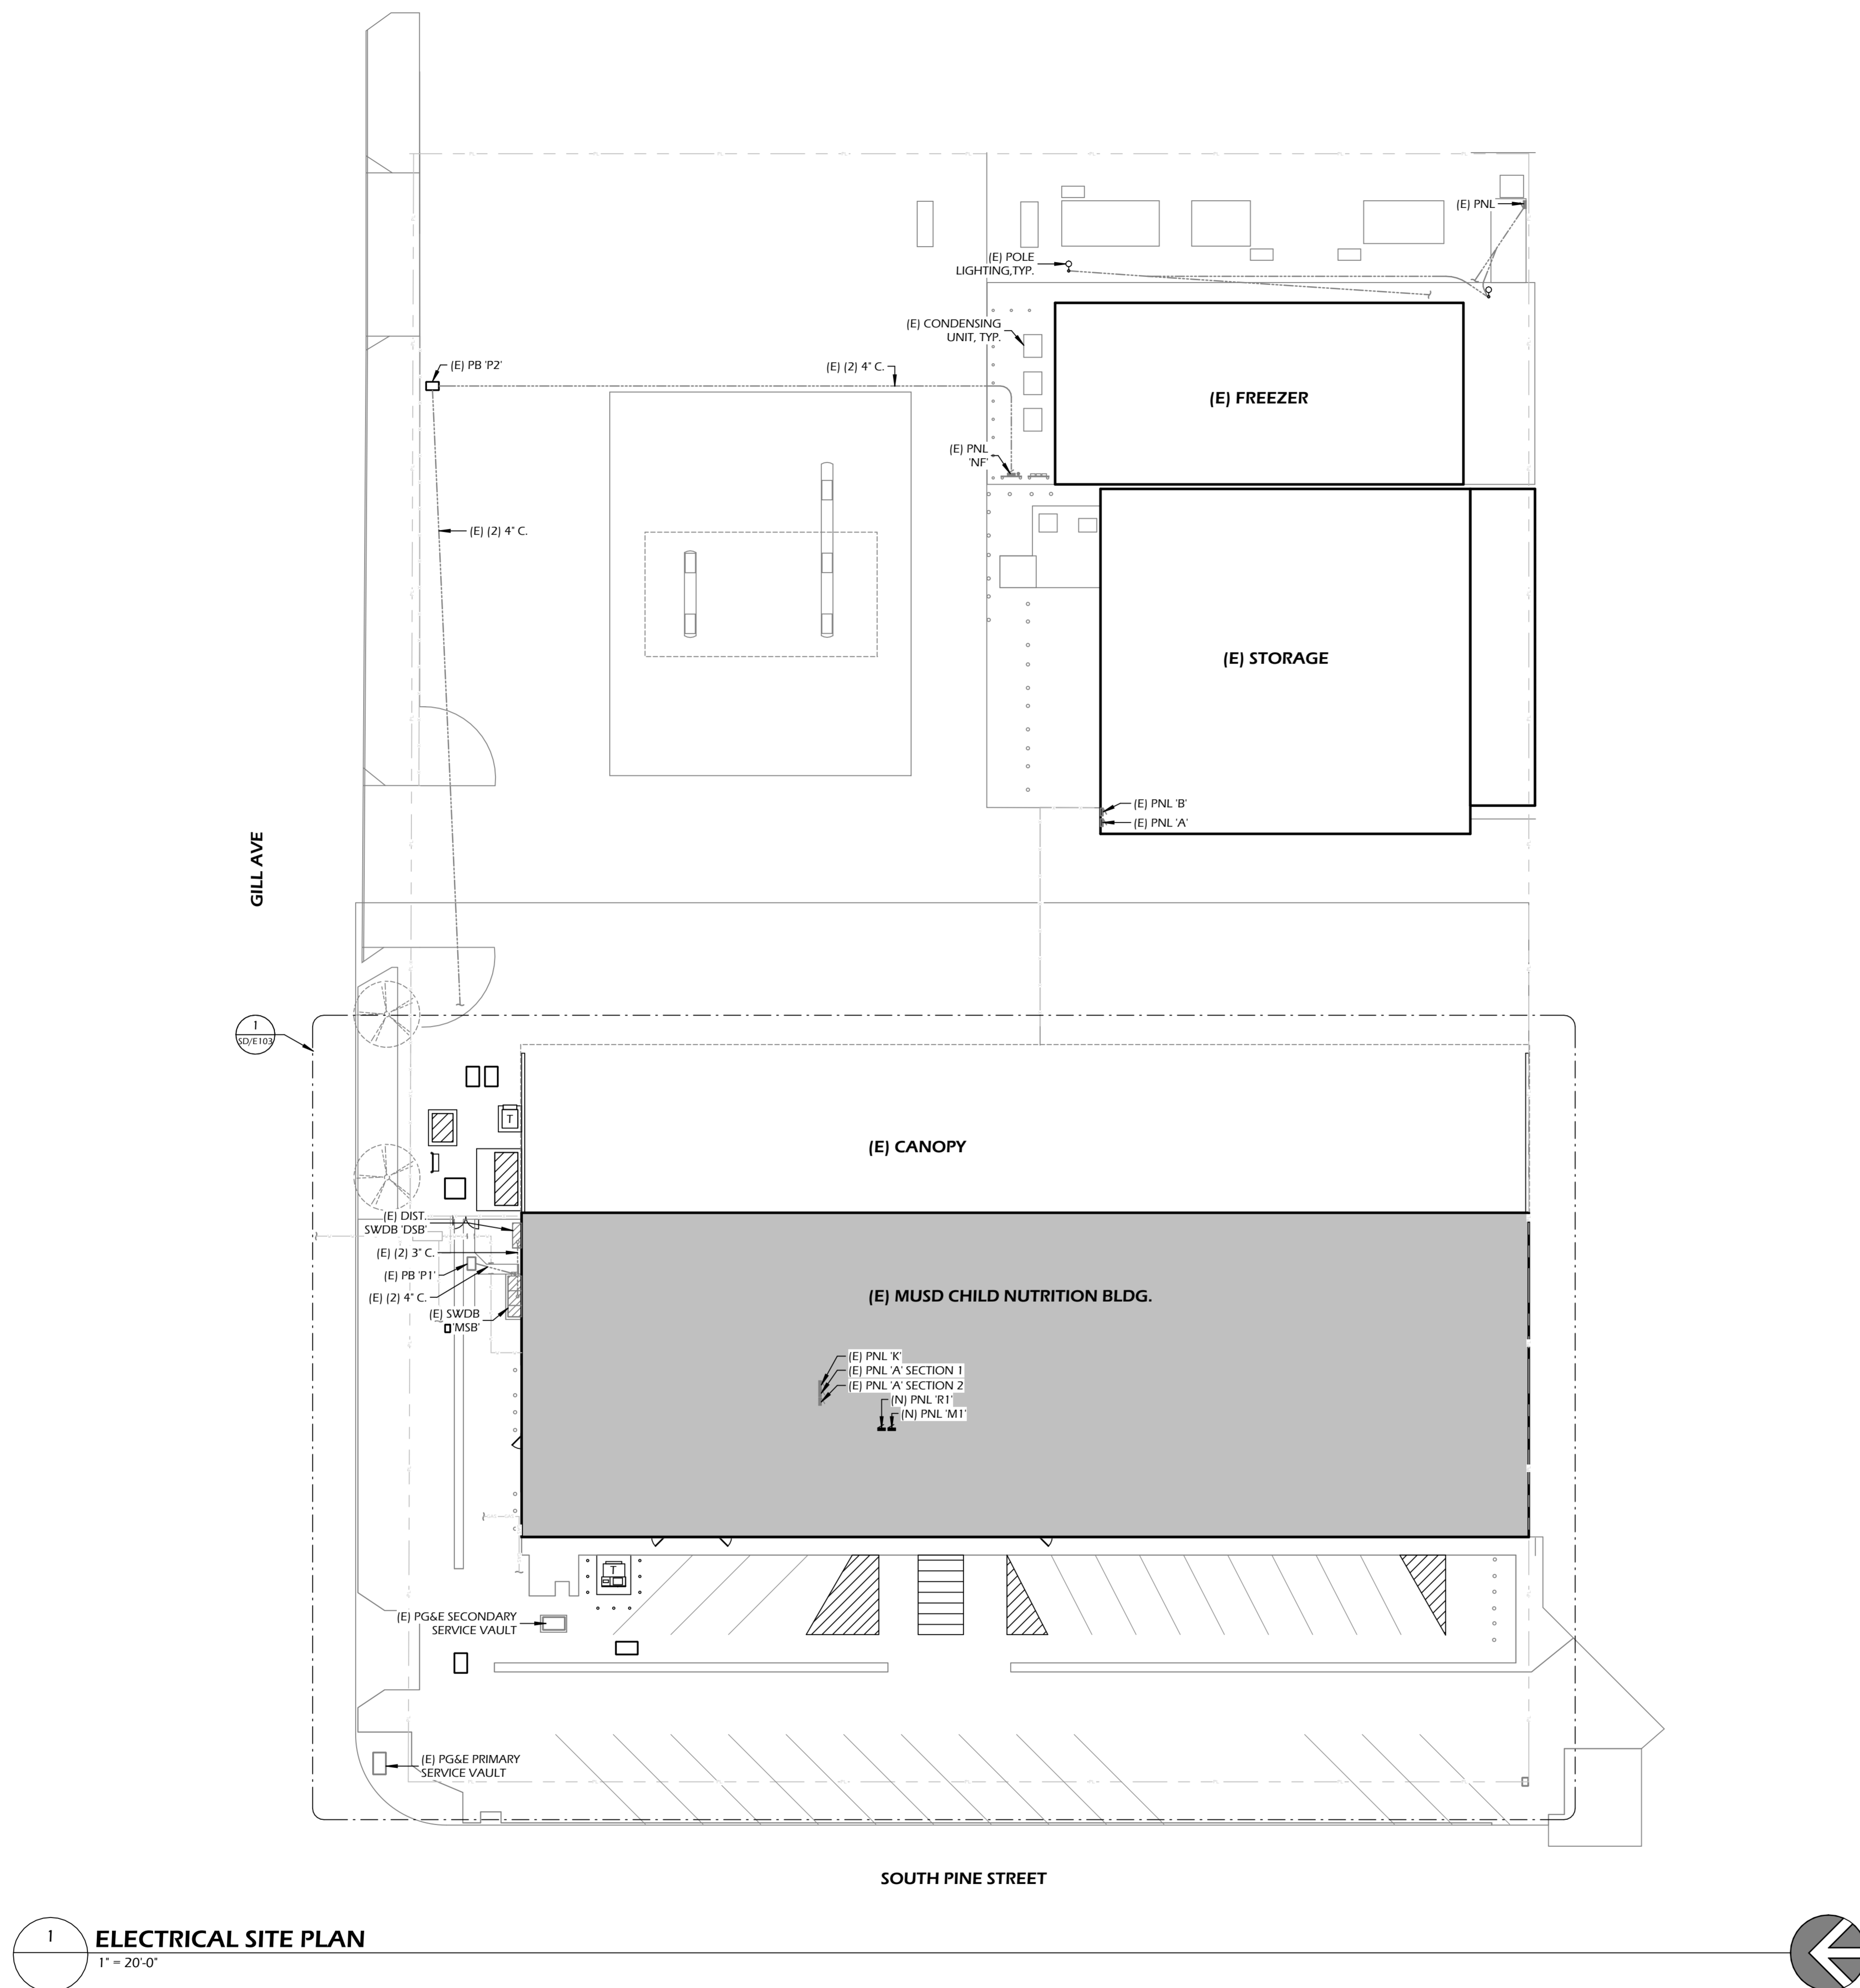 (E) PNL
(E) POLE
LIGHTING,TYP.
(E) CONDENSING
UNIT, TYP.
(E) PB 'P2'
(E) (2) 4" C.
(E) FREEZER
(E) PNL
'NF'
(E) (2) 4" C.
(E) STORAGE
(E) PNL 'B'
(E) PNL 'A'
GILL AVE
1
SD/E103
T
(E) CANOPY
(E) DIST.
SWDB 'DSB'
(E) (2) 3" C.
(E) PB 'P1'
(E) (2) 4" C.
(E) SWDB
'MSB'
(E) MUSD CHILD NUTRITION BLDG.
(E) PNL 'K'
(E) PNL 'A' SECTION 1
(E) PNL 'A' SECTION 2
(N) PNL 'R1'
(N) PNL 'M1'
T
(E) PG&E SECONDARY
SERVICE VAULT
(E) PG&E PRIMARY
SERVICE VAULT
SOUTH PINE STREET
1
ELECTRICAL SITE PLAN
1" = 20'-0"